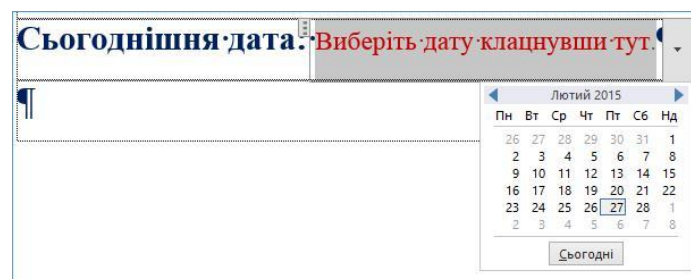 Сьогоднішня·дата:·Виберіть·дату·клацнувши·тут.¶
¶
Лютий 2015
Пн Вт Ср Чт Пт Сб Нд
26 27 28 29 30 31 1
2 3 4 5 6 7 8
9 10 11 12 13 14 15
16 17 18 19 20 21 22
23 24 25 26 27 28 1
2 3 4 5 6 7 8
Сьогодні